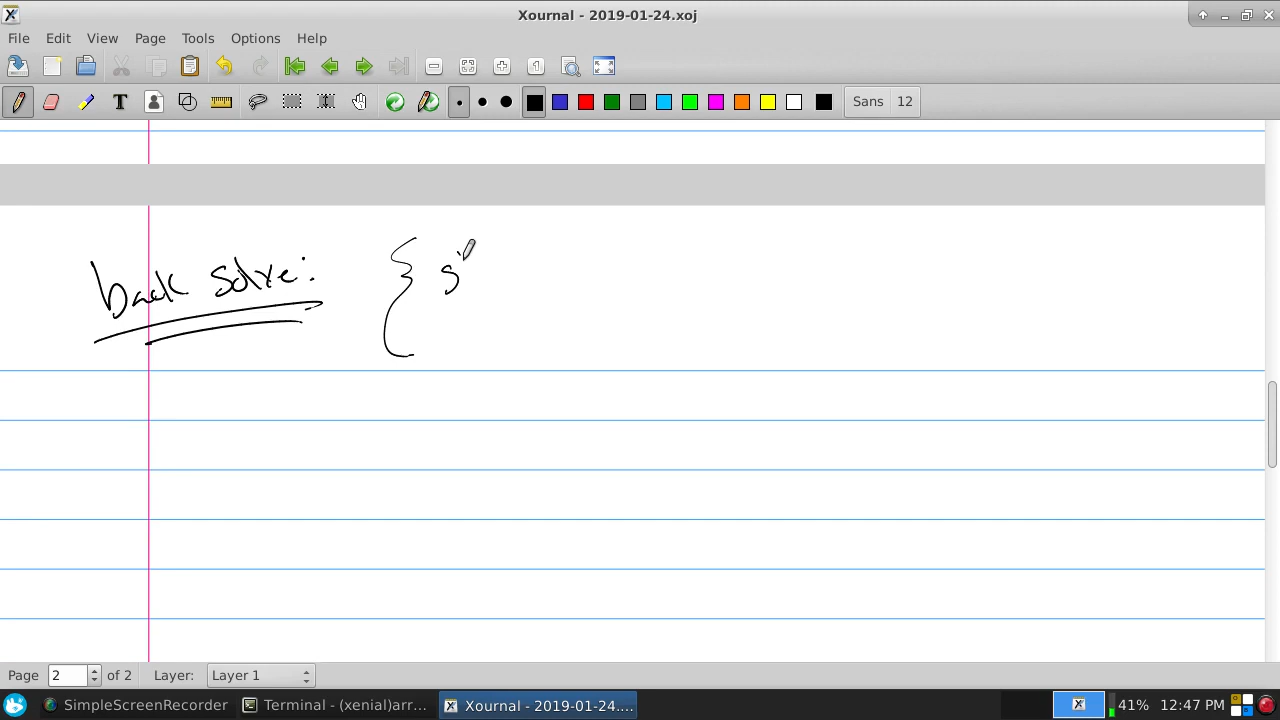 Xournal - 2019-01-24.xoj
File Edit View Page Tools Options Help
Sans 12
back solve: { s
Page 2 of 2 Layer: Layer 1
SimpleScreenRecorder Terminal - (xenial)arr... Xournal - 2019-01-24.... 41% 12:47 PM